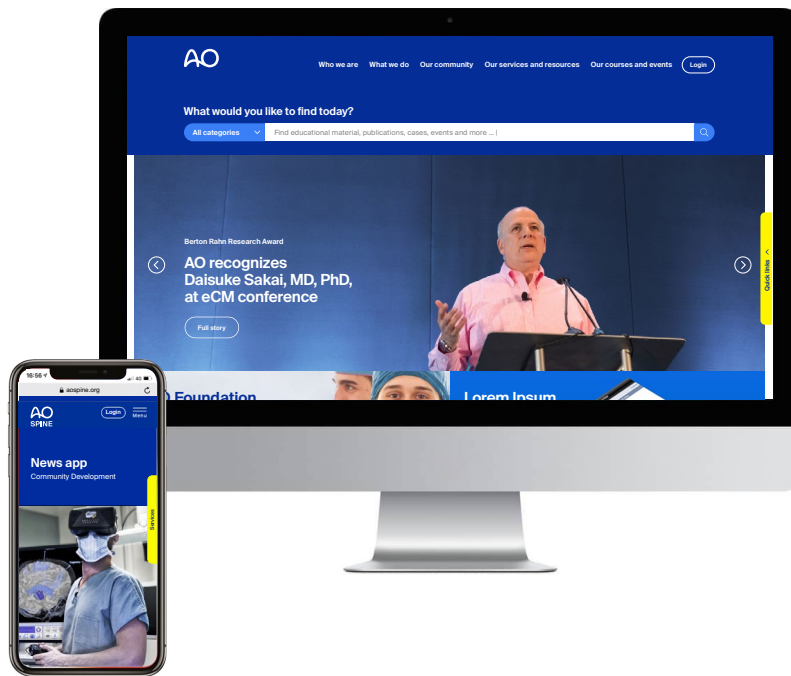 AO
Who we are What we do Our community Our services and resources Our courses and events Login
What would you like to find today?
All categories Find educational material, publications, cases, events and more ... |
Berton Rahn Research Award
AO recognizes
Daisuke Sakai, MD, PhD,
at eCM conference
Full story
Quick links
Foundation
Lorem Ipsum
16:56
4G
aospine.org
AO
SPINE
Login
Menu
News app
Community Development
Services